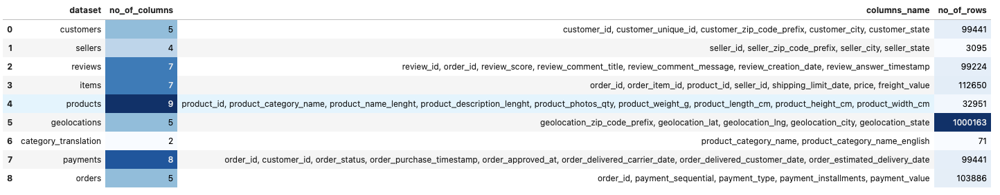 dataset no_of_columns columns_name no_of_rows
0 customers 5 customer_id, customer_unique_id, customer_zip_code_prefix, customer_city, customer_state 99441
1 sellers 4 seller_id, seller_zip_code_prefix, seller_city, seller_state 3095
2 reviews 7 review_id, order_id, review_score, review_comment_title, review_comment_message, review_creation_date, review_answer_timestamp 99224
3 items 7 order_id, order_item_id, product_id, seller_id, shipping_limit_date, price, freight_value 112650
4 products 9 product_id, product_category_name, product_name_lenght, product_description_lenght, product_photos_qty, product_weight_g, product_length_cm, product_height_cm, product_width_cm 32951
5 geolocations 5 geolocation_zip_code_prefix, geolocation_lat, geolocation_lng, geolocation_city, geolocation_state 1000163
6 category_translation 2 product_category_name, product_category_name_english 71
7 payments 8 order_id, customer_id, order_status, order_purchase_timestamp, order_approved_at, order_delivered_carrier_date, order_delivered_customer_date, order_estimated_delivery_date 99441
8 orders 5 order_id, payment_sequential, payment_type, payment_installments, payment_value 103886